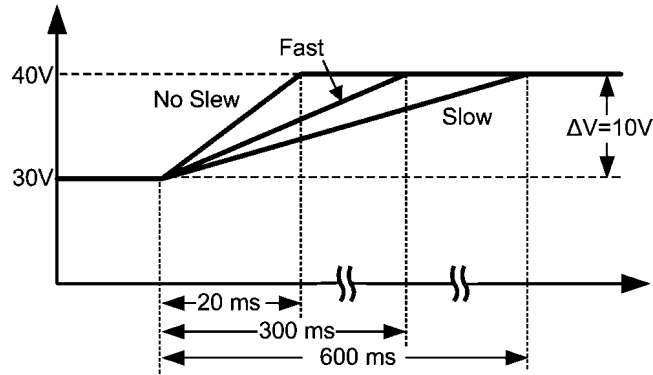 Fast
40V
No Slew
Slow
ΔV=10V
30V
20 ms
300 ms
600 ms